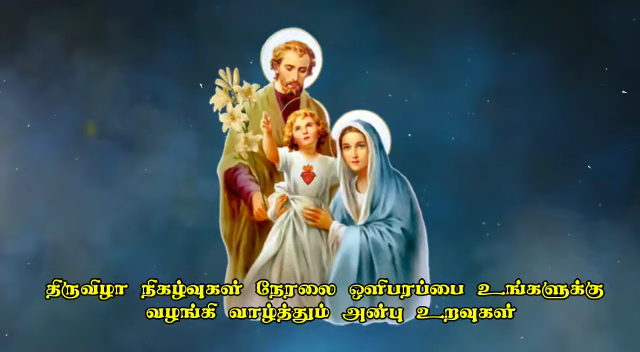 திருவிழா நிகழ்வுகள் நேரலை ஒளிபரப்பை உங்களுக்கு
வழங்கி வாழ்த்தும் அன்பு உறவுகள்